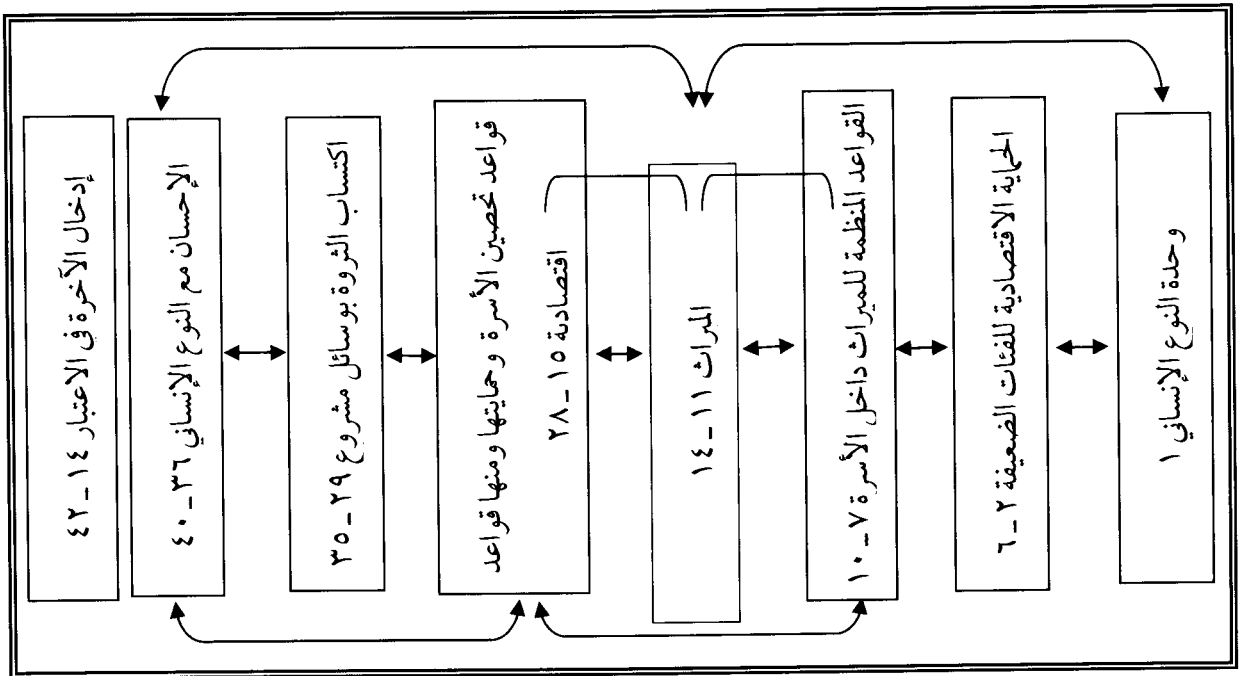 إدخال الآخرة في الاعتبار ١٤_٤٢
الإحسان مع النوع الإنساني ٣٦_٤٠
اكتساب الثروة بوسائل مشروع ٢٩_٣٥
قواعد تحصين الأسرة وحمايتها ومنها قواعد
اقتصادية ١٥_٢٨
الميراث ١١_١٤
القواعد المنظمة للميراث داخل الأسرة ٧_١٠
الحماية الاقتصادية للفئات الضعيفة ٢_٦
وحدة النوع الإنساني ١